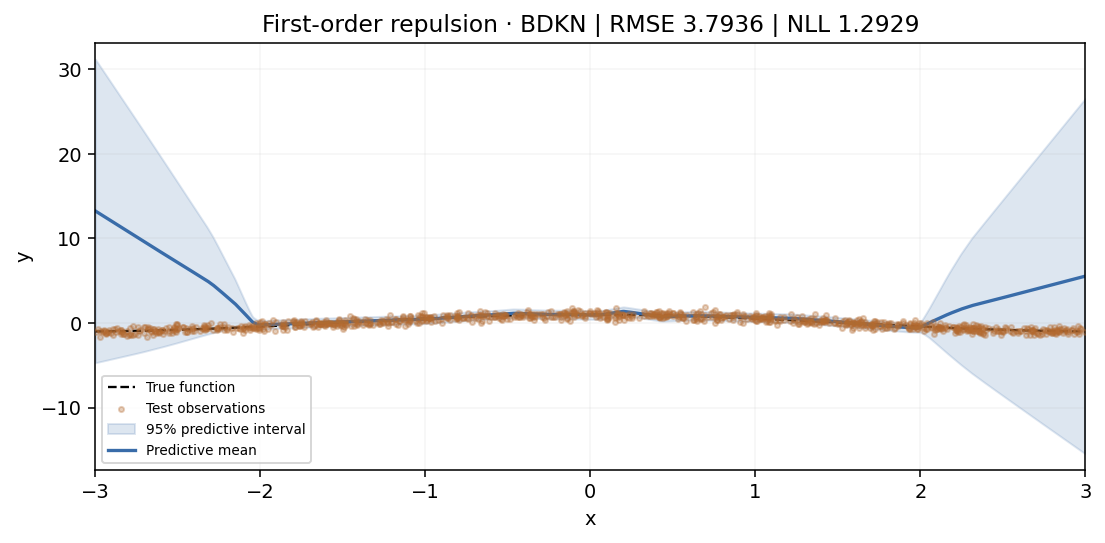 First-order repulsion · BDKN | RMSE 3.7936 | NLL 1.2929
30
20
10
0
−10
y
True function
Test observations
95% predictive interval
Predictive mean
−3 −2 −1 0 1 2 3
x